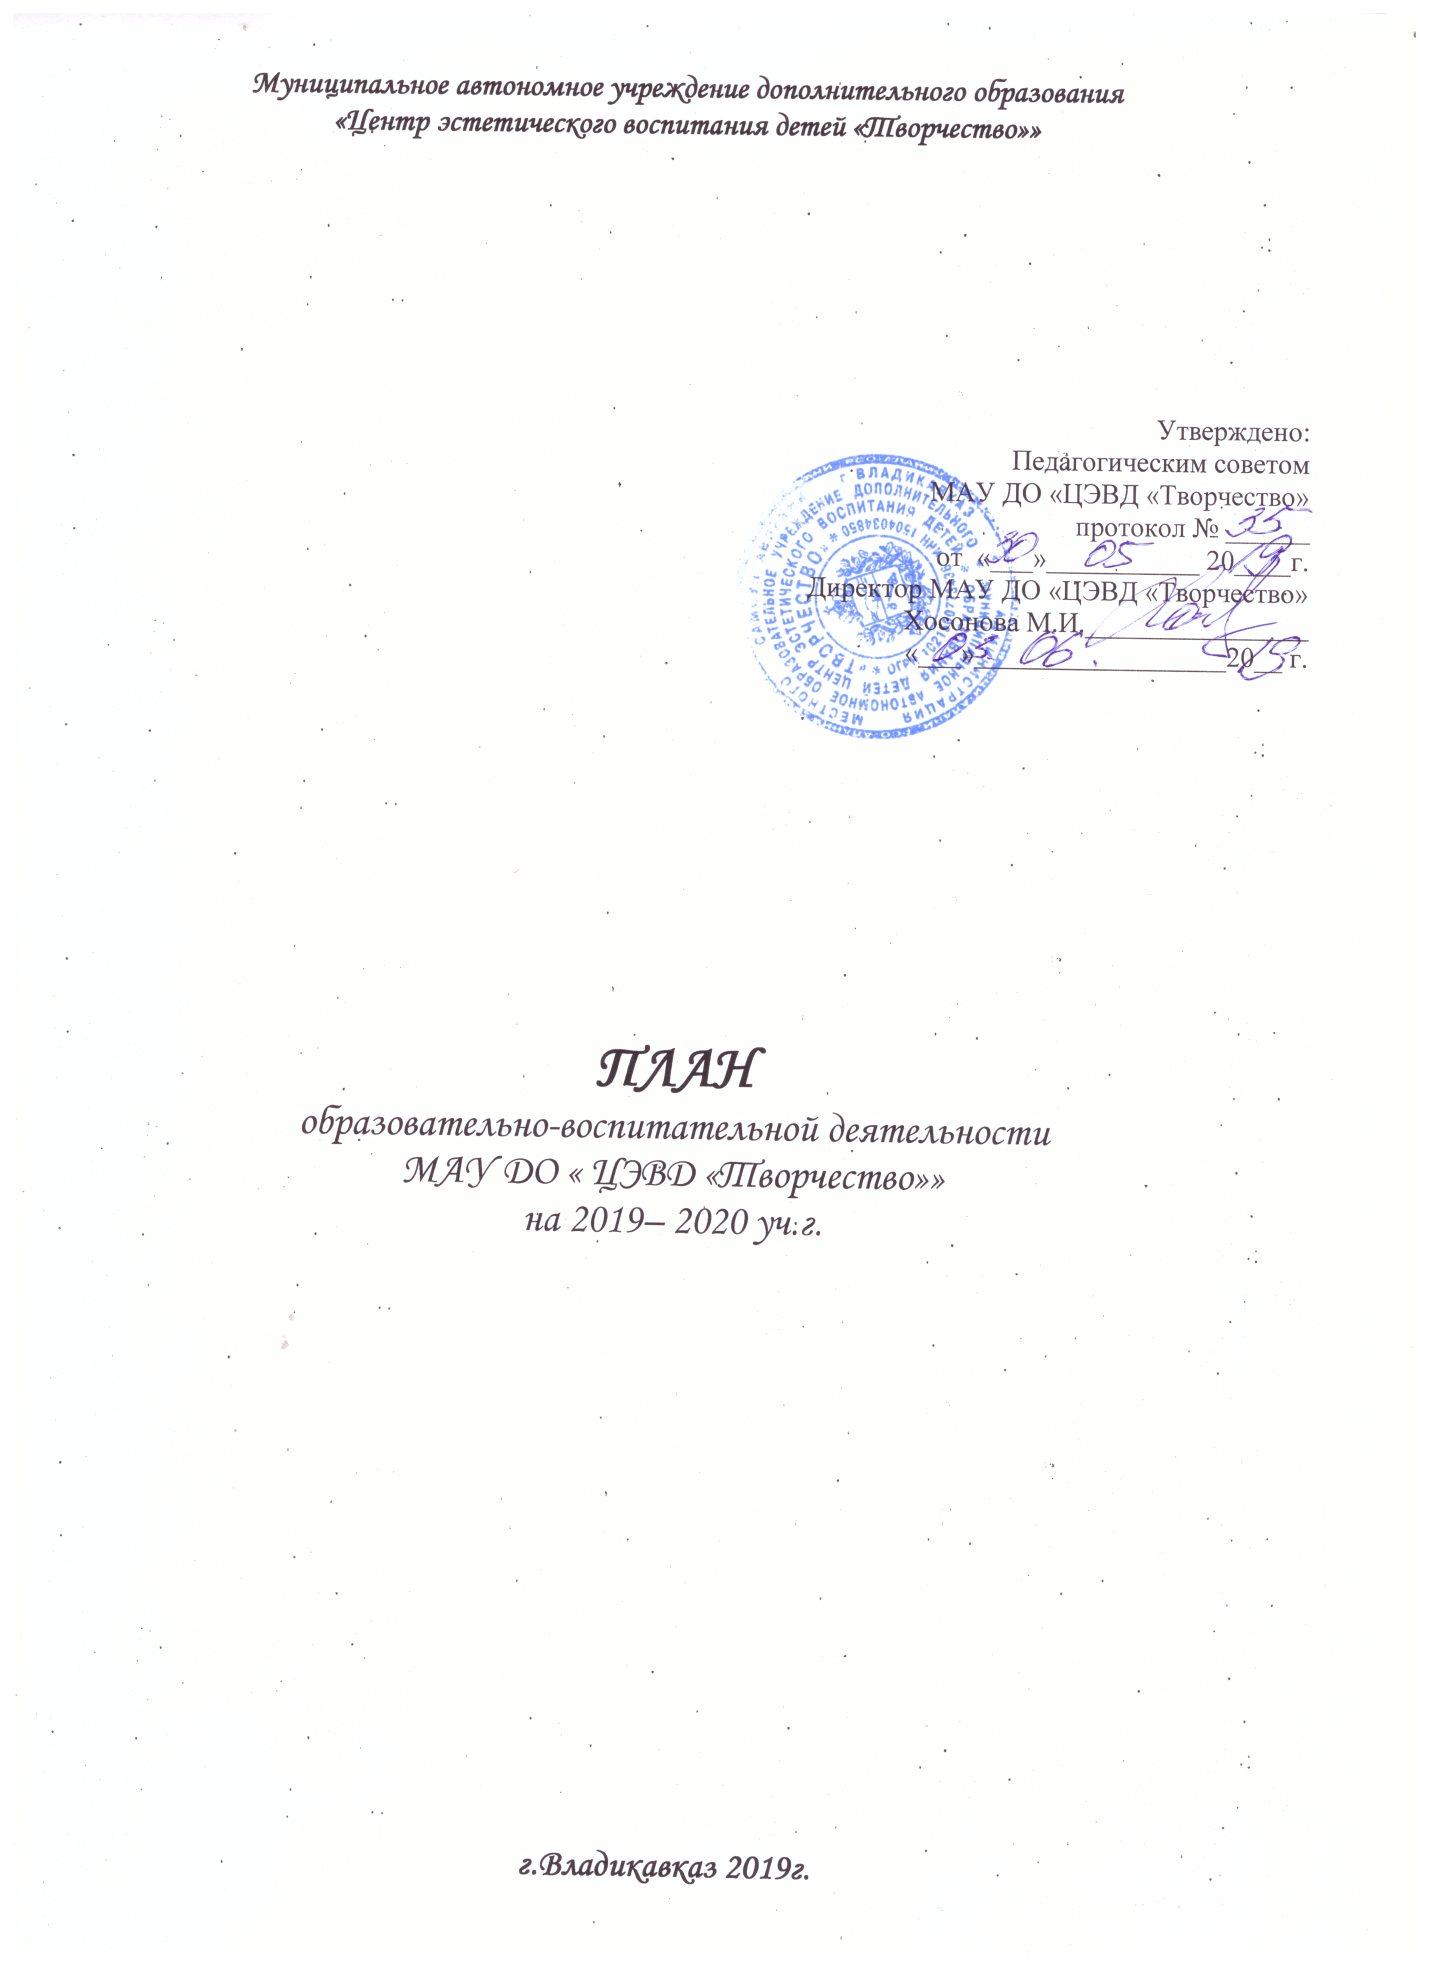 Муниципальное автономное учреждение дополнительного образования
«Центр эстетического воспитания детей «Творчество»»
Утверждено:
Педагогическим советом
МАУ ДО «ЦЭВД «Творчество»
протокол № 35
от «30» 05 2019г.
Директор МАУ ДО «ЦЭВД «Творчество»
Хосонова М.И.
«03» 06. 2019 г.
ПЛАН
образовательно-воспитательной деятельности
МАУ ДО « ЦЭВД «Творчество»»
на 2019– 2020 уч.г.
г.Владикавказ 2019г.